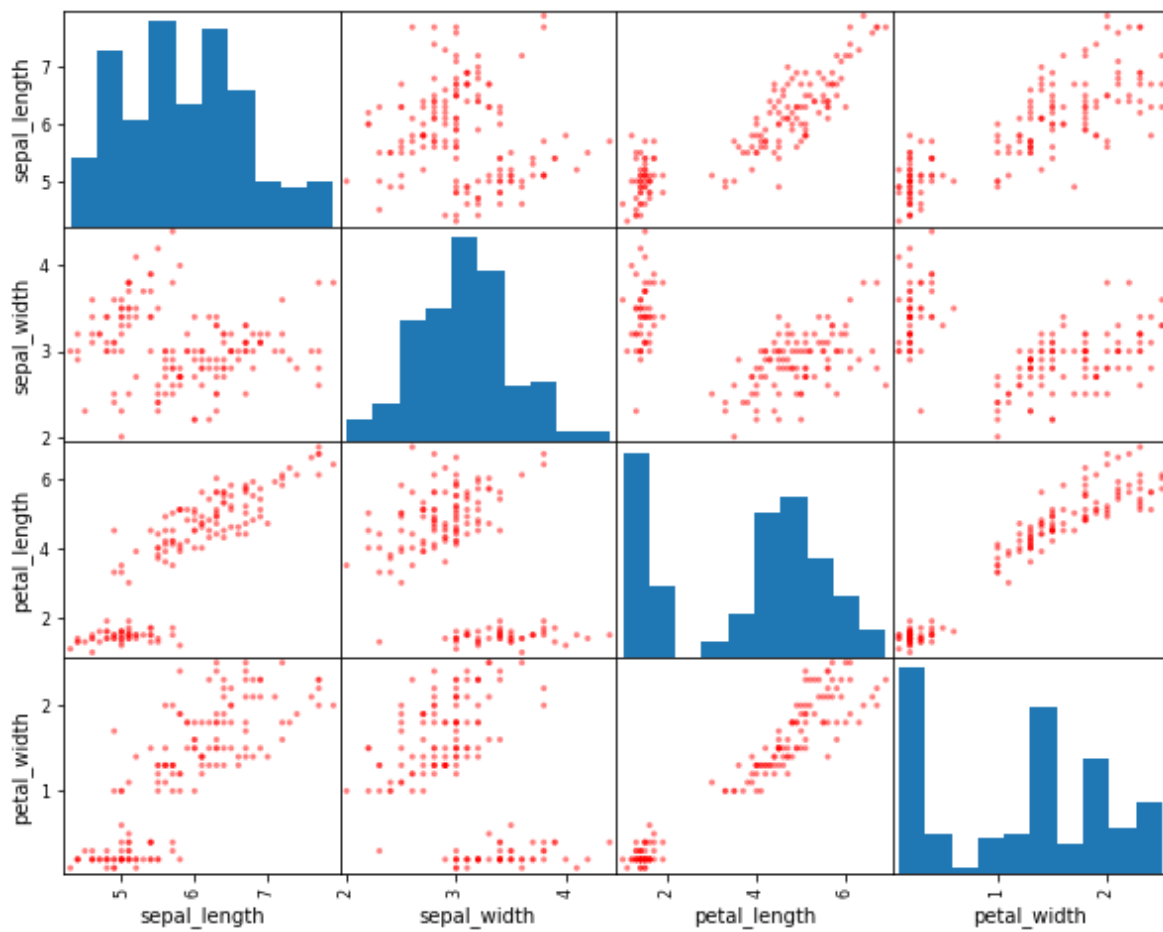 sepal_length
7
6
5
sepal_width
4
3
2
petal_length
6
4
2
petal_width
2
1
5 6 7 2 3 4 2 4 6 1 2
sepal_length sepal_width petal_length petal_width